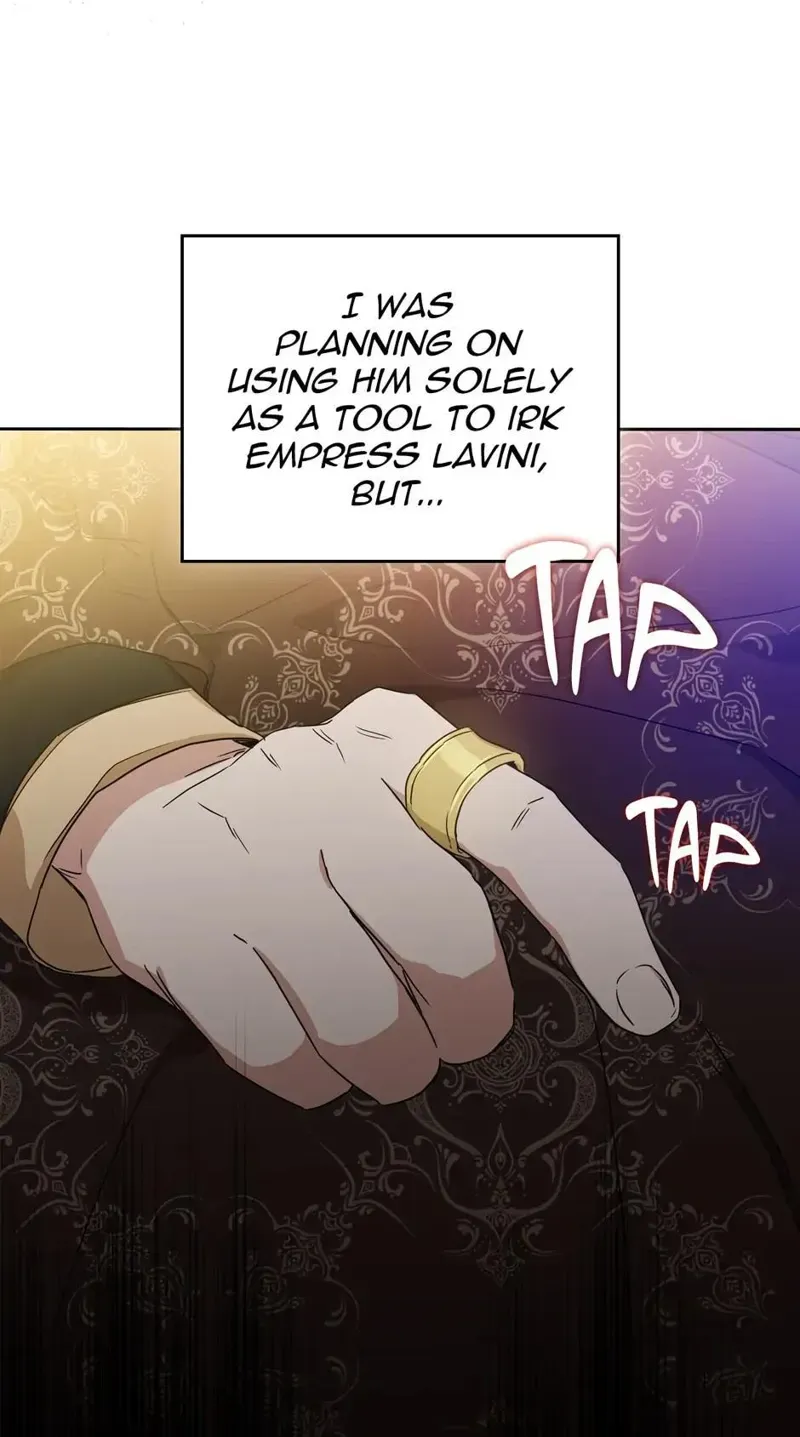 I WAS
PLANNING ON
USING HIM SOLELY
AS A TOOL TO IRK
EMPRESS LAVINI,
BUT...
TAP
TAP